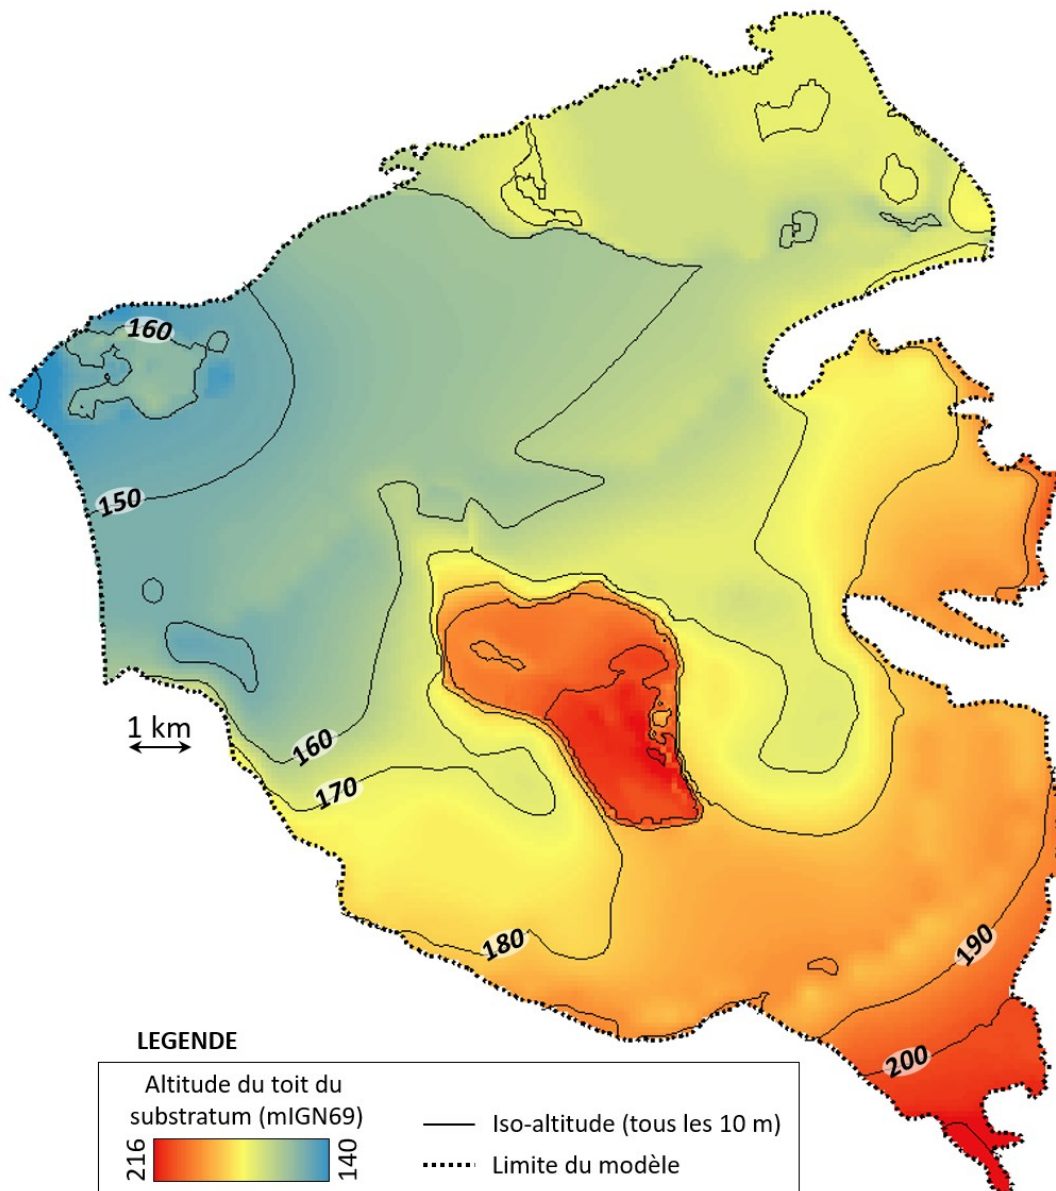 160
150
1 km
160
170
180
190
200
LEGENDE
Altitude du toit du
substratum (mIGN69)
216
140
Iso-altitude (tous les 10 m)
Limite du modèle